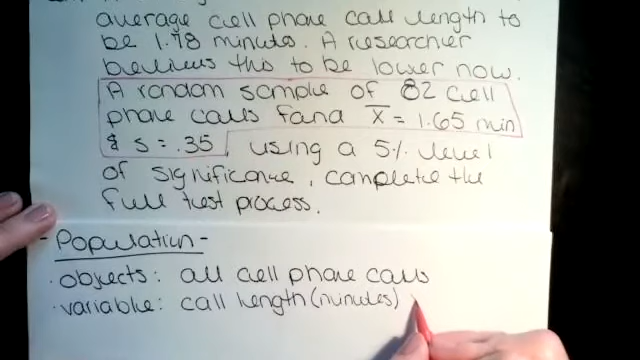 average cell phone call length to
be 1.78 minutes. A researcher
believes this to be lower now.
A random sample of 82 cell
phone calls fand x̄ = 1.65 min
& s = .35, using a 5% level
of significance, complete the
full test process.
- Population -
· objects: all cell phone calls
· variable: call length (minutes)